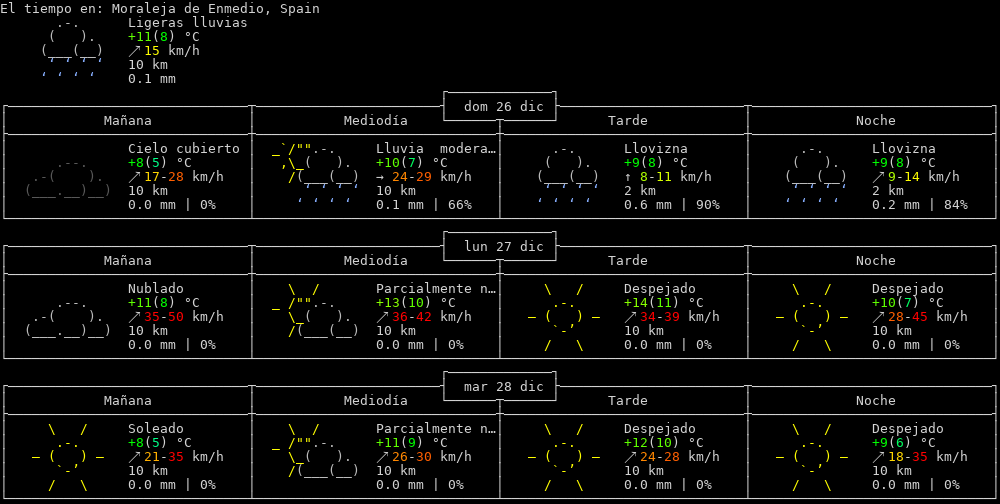 El tiempo en: Moraleja de Enmedio, Spain
Ligeras lluvias
+11(8) °C
↗ 15 km/h
10 km
0.1 mm
dom 26 dic
Mañana Mediodía Tarde Noche
Cielo cubierto Lluvia modera… Llovizna Llovizna
+8(5) °C +10(7) °C +9(8) °C +9(8) °C
↗ 17-28 km/h → 24-29 km/h ↑ 8-11 km/h ↗ 9-14 km/h
10 km 10 km 2 km 2 km
0.0 mm | 0% 0.1 mm | 66% 0.6 mm | 90% 0.2 mm | 84%
lun 27 dic
Mañana Mediodía Tarde Noche
Nublado Parcialmente n… Despejado Despejado
+11(8) °C +13(10) °C +14(11) °C +10(7) °C
↗ 35-50 km/h ↗ 36-42 km/h ↗ 34-39 km/h ↗ 28-45 km/h
10 km 10 km 10 km 10 km
0.0 mm | 0% 0.0 mm | 0% 0.0 mm | 0% 0.0 mm | 0%
mar 28 dic
Mañana Mediodía Tarde Noche
Soleado Parcialmente n… Despejado Despejado
+8(5) °C +11(9) °C +12(10) °C +9(6) °C
↗ 21-35 km/h ↗ 26-30 km/h ↗ 24-28 km/h ↗ 18-35 km/h
10 km 10 km 10 km 10 km
0.0 mm | 0% 0.0 mm | 0% 0.0 mm | 0% 0.0 mm | 0%